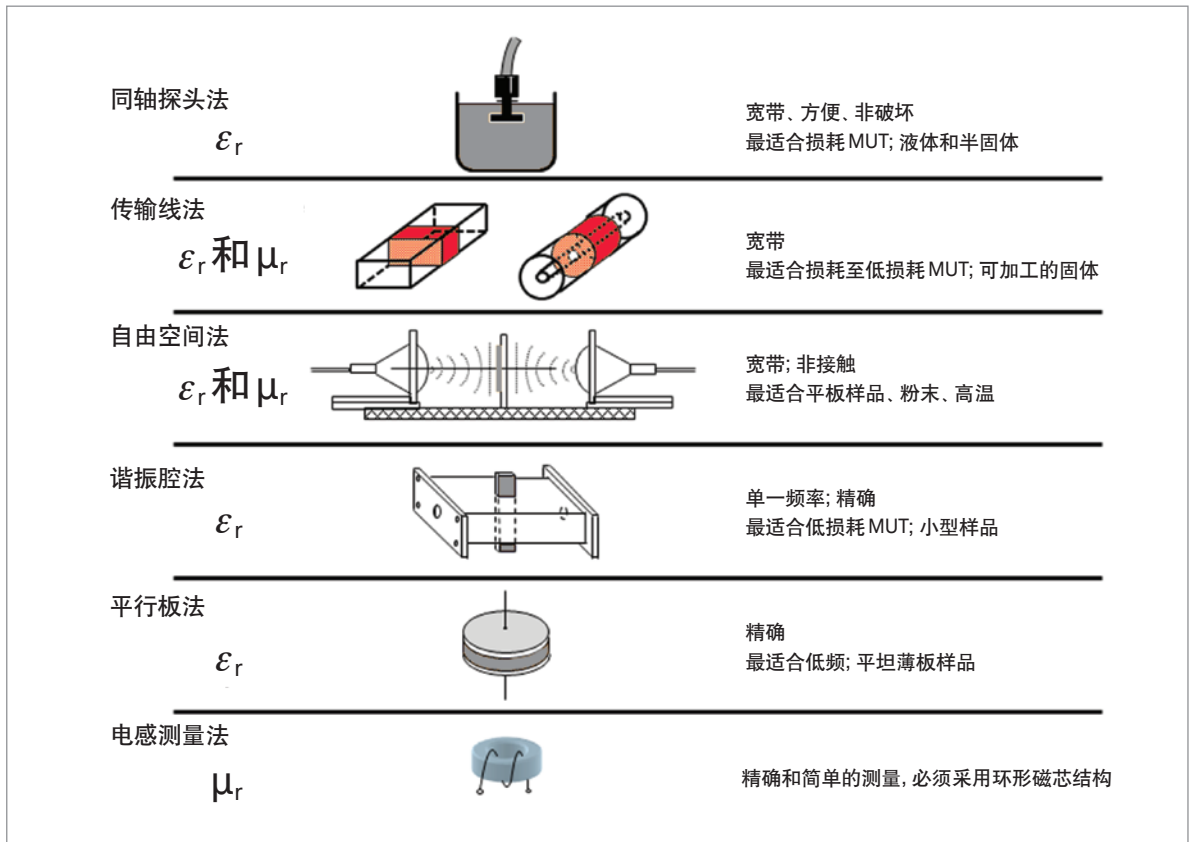 同轴探头法
εr
宽带、方便、非破坏
最适合损耗MUT; 液体和半固体
传输线法
εr和μr
宽带
最适合损耗至低损耗MUT; 可加工的固体
自由空间法
εr和μr
宽带; 非接触
最适合平板样品、粉末、高温
谐振腔法
εr
单一频率; 精确
最适合低损耗MUT; 小型样品
平行板法
εr
精确
最适合低频; 平坦薄板样品
电感测量法
μr
精确和简单的测量, 必须采用环形磁芯结构